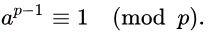 a^{p-1} ≡ 1 (mod p).